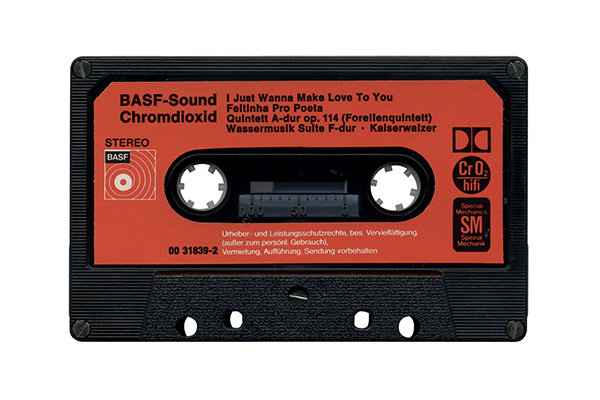 BASF-Sound
Chromdioxid
I Just Wanna Make Love To You
Feitinha Pro Poeta
Quintett A-dur op. 114 (Forellenquintett)
Wassermusik Suite F-dur · Kaiserwalzer
STEREO
BASF
CrO2
hifi
100 50 0
Special
Mechanics
SM
Spezial
Mechanik
00 31839-2
Urheber- und Leistungsschutzrechte, bes. Vervielfältigung,
(außer zum persönl. Gebrauch),
Vermietung, Aufführung, Sendung vorbehalten.